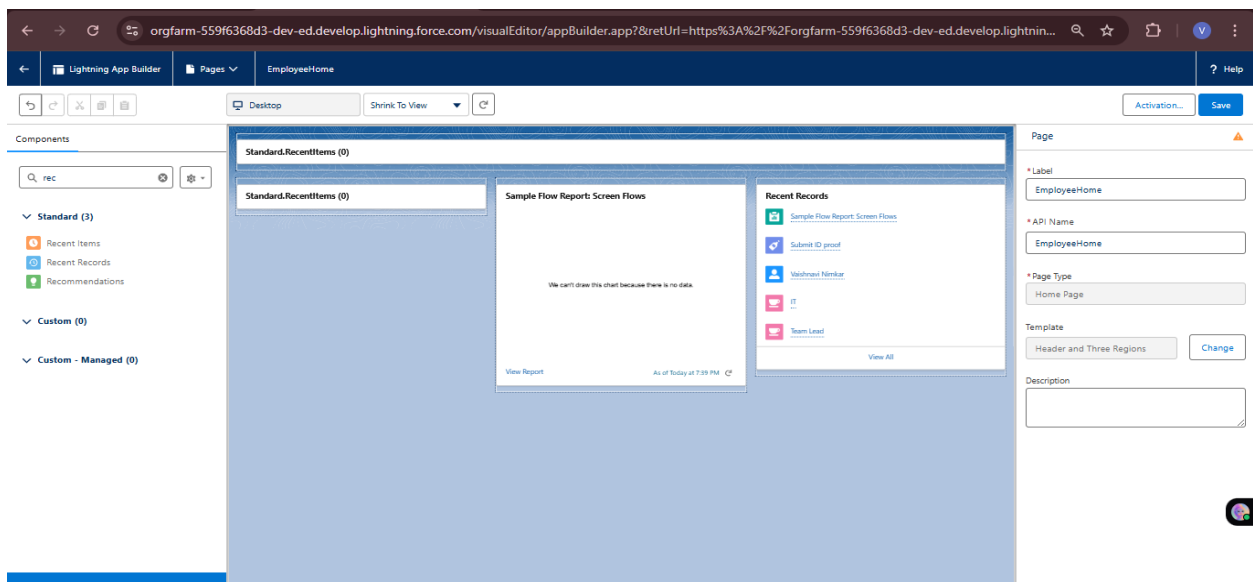 orgfarm-559f6368d3-dev-ed.develop.lightning.force.com/visualEditor/appBuilder.app?&retUrl=https%3A%2F%2Forgfarm-559f6368d3-dev-ed.develop.lightnin...
V
Lightning App Builder
Pages
EmployeeHome
? Help
Desktop
Shrink To View
Activation...
Save
Components
rec
Standard (3)
Recent Items
Recent Records
Recommendations
Custom (0)
Custom - Managed (0)
Standard.RecentItems (0)
Standard.RecentItems (0)
Sample Flow Report: Screen Flows
We can't draw this chart because there is no data.
View Report
As of Today at 7:39 PM
Recent Records
Sample Flow Report: Screen Flows
Submit ID proof
Vaishnavi Nimkar
IT
Team Lead
View All
Page
*Label
EmployeeHome
*API Name
EmployeeHome
*Page Type
Home Page
Template
Header and Three Regions
Change
Description